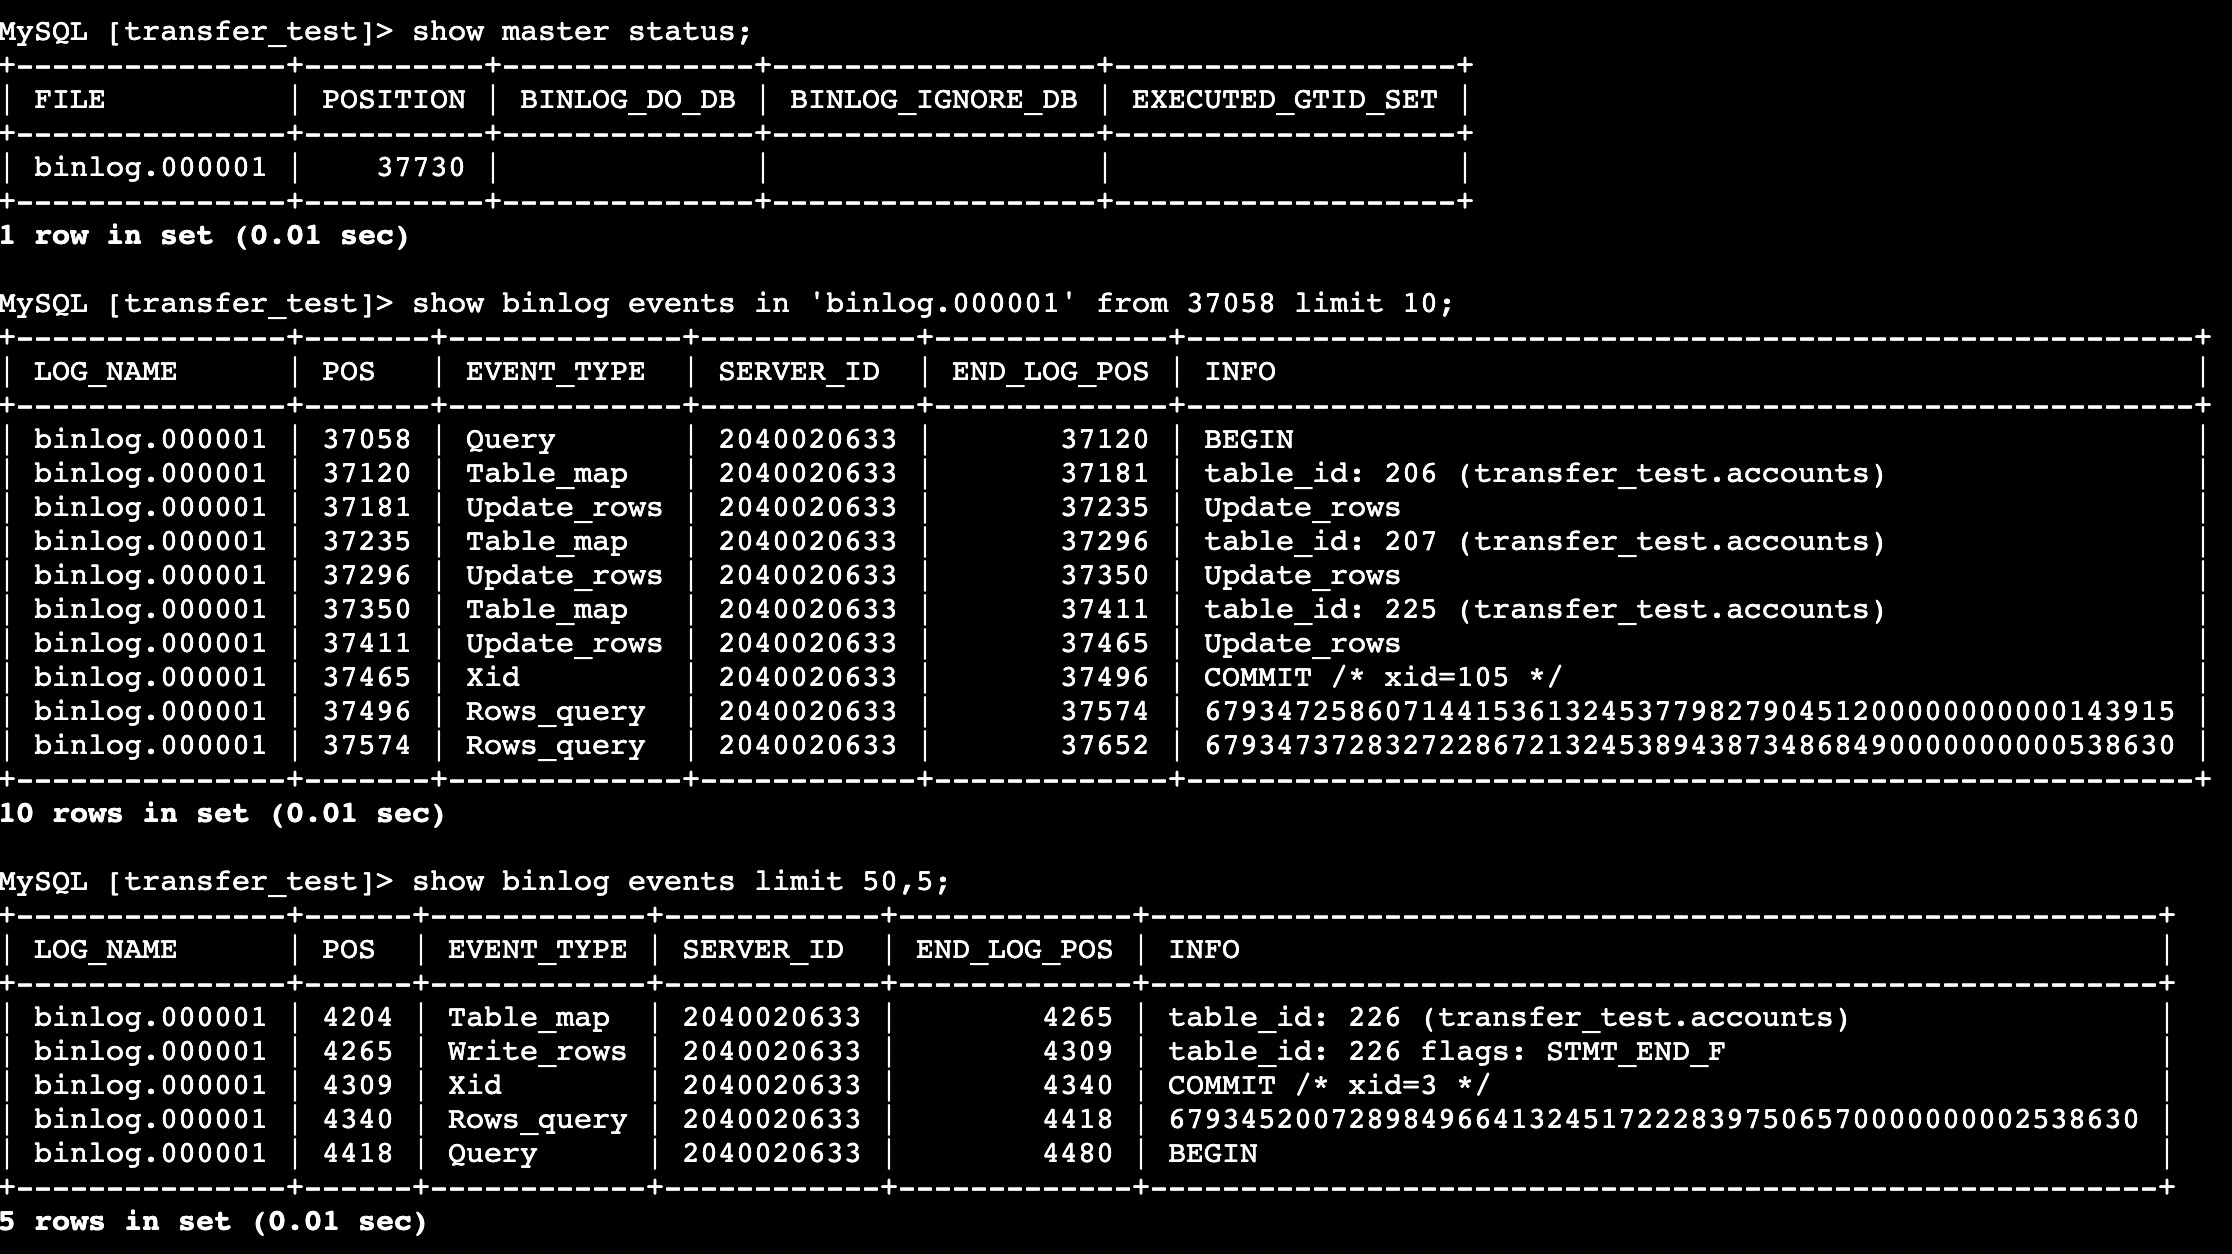 MySQL [transfer_test]> show master status;
+---------------+----------+--------------+------------------+-------------------+
| FILE          | POSITION | BINLOG_DO_DB | BINLOG_IGNORE_DB | EXECUTED_GTID_SET |
+---------------+----------+--------------+------------------+-------------------+
| binlog.000001 |    37730 |              |                  |                   |
+---------------+----------+--------------+------------------+-------------------+
1 row in set (0.01 sec)

MySQL [transfer_test]> show binlog events in 'binlog.000001' from 37058 limit 10;
+---------------+-------+-------------+------------+-------------+--------------------------------------------------------+
| LOG_NAME      | POS   | EVENT_TYPE  | SERVER_ID  | END_LOG_POS | INFO                                                   |
+---------------+-------+-------------+------------+-------------+--------------------------------------------------------+
| binlog.000001 | 37058 | Query       | 2040020633 |       37120 | BEGIN                                                  |
| binlog.000001 | 37120 | Table_map   | 2040020633 |       37181 | table_id: 206 (transfer_test.accounts)                 |
| binlog.000001 | 37181 | Update_rows | 2040020633 |       37235 | Update_rows                                            |
| binlog.000001 | 37235 | Table_map   | 2040020633 |       37296 | table_id: 207 (transfer_test.accounts)                 |
| binlog.000001 | 37296 | Update_rows | 2040020633 |       37350 | Update_rows                                            |
| binlog.000001 | 37350 | Table_map   | 2040020633 |       37411 | table_id: 225 (transfer_test.accounts)                 |
| binlog.000001 | 37411 | Update_rows | 2040020633 |       37465 | Update_rows                                            |
| binlog.000001 | 37465 | Xid         | 2040020633 |       37496 | COMMIT /* xid=105 */                                   |
| binlog.000001 | 37496 | Rows_query  | 2040020633 |       37574 | 679347258607144153613245377982790451200000000000143915 |
| binlog.000001 | 37574 | Rows_query  | 2040020633 |       37652 | 679347372832722867213245389438734868490000000000538630 |
+---------------+-------+-------------+------------+-------------+--------------------------------------------------------+
10 rows in set (0.01 sec)

MySQL [transfer_test]> show binlog events limit 50,5;
+---------------+------+------------+------------+-------------+--------------------------------------------------------+
| LOG_NAME      | POS  | EVENT_TYPE | SERVER_ID  | END_LOG_POS | INFO                                                   |
+---------------+------+------------+------------+-------------+--------------------------------------------------------+
| binlog.000001 | 4204 | Table_map  | 2040020633 |        4265 | table_id: 226 (transfer_test.accounts)                 |
| binlog.000001 | 4265 | Write_rows | 2040020633 |        4309 | table_id: 226 flags: STMT_END_F                        |
| binlog.000001 | 4309 | Xid        | 2040020633 |        4340 | COMMIT /* xid=3 */                                     |
| binlog.000001 | 4340 | Rows_query | 2040020633 |        4418 | 679345200728984966413245172228397506570000000002538630 |
| binlog.000001 | 4418 | Query      | 2040020633 |        4480 | BEGIN                                                  |
+---------------+------+------------+------------+-------------+--------------------------------------------------------+
5 rows in set (0.01 sec)